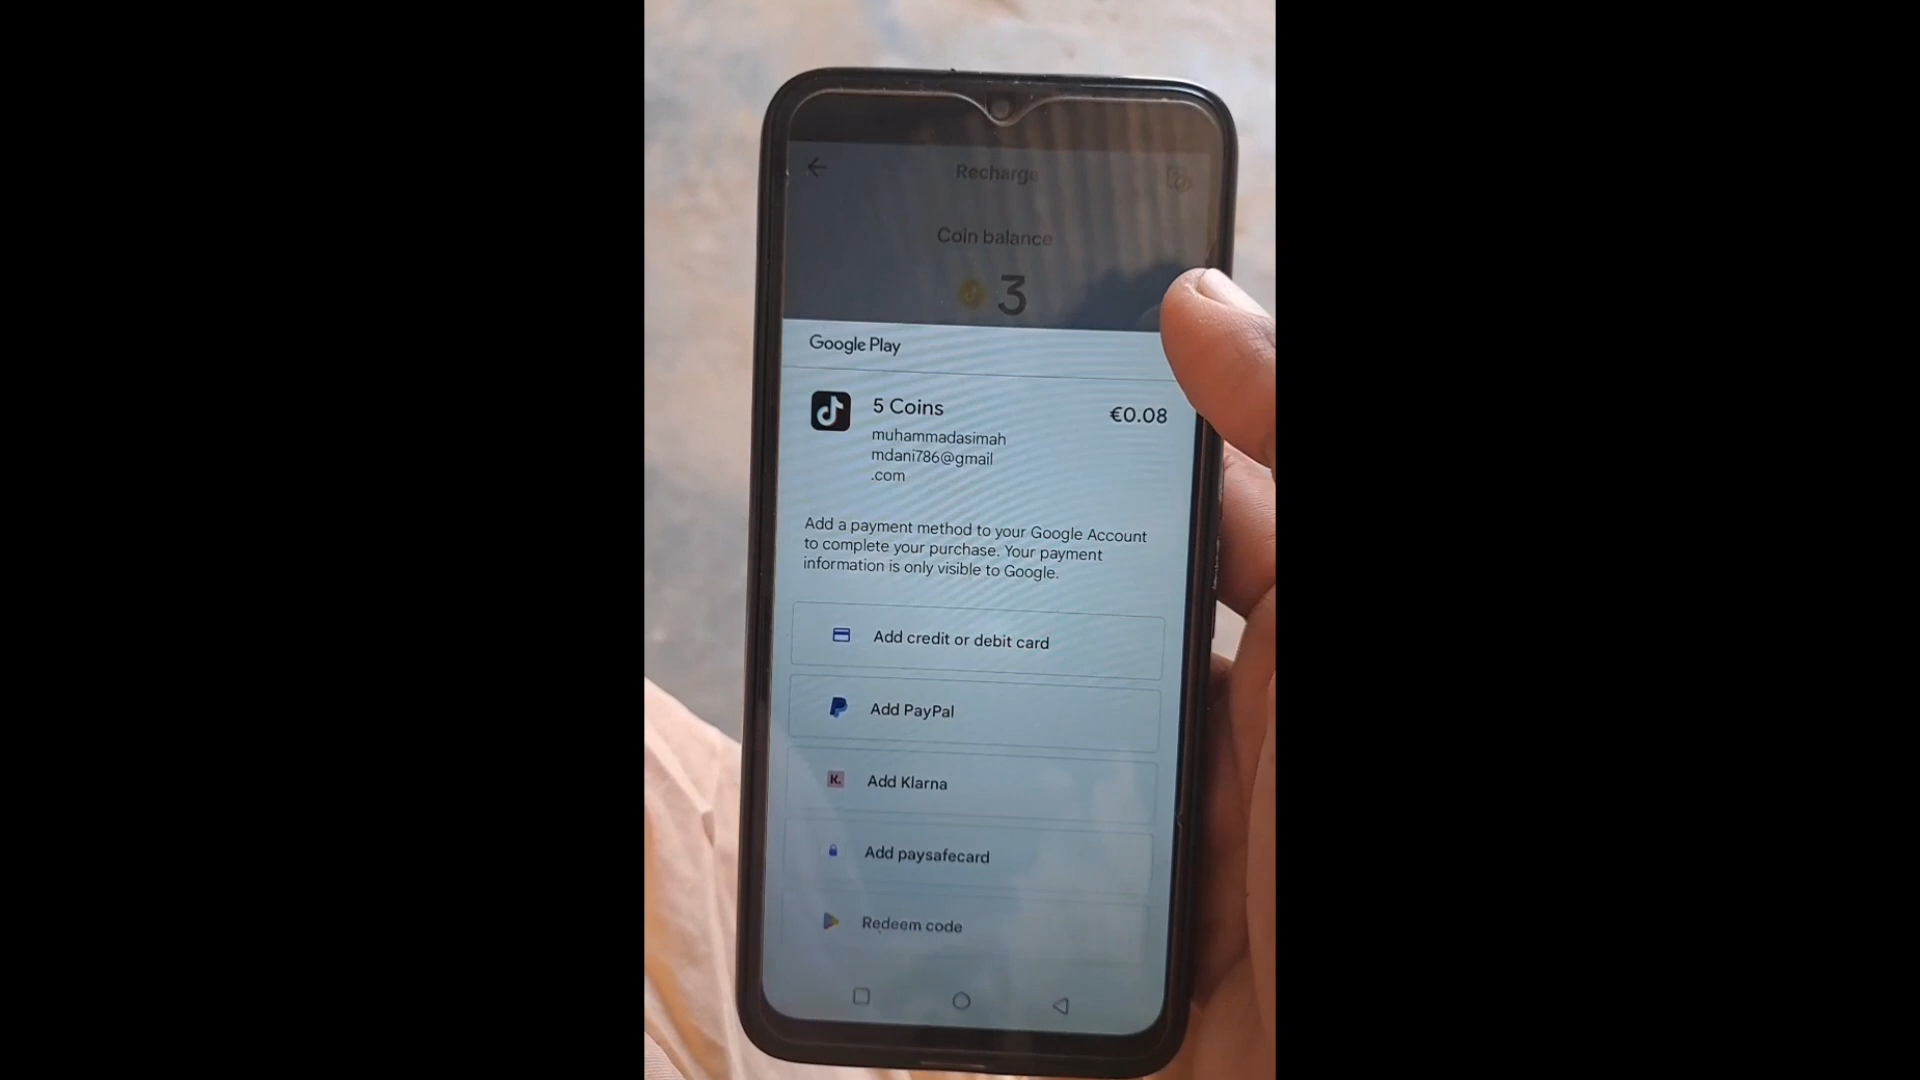 Recharge
Coin balance
3
Google Play
5 Coins
€0.08
muhammadasimah
mdani786@gmail
.com
Add a payment method to your Google Account
to complete your purchase. Your payment
information is only visible to Google.
Add credit or debit card
Add PayPal
K.
Add Klarna
Add paysafecard
Redeem code